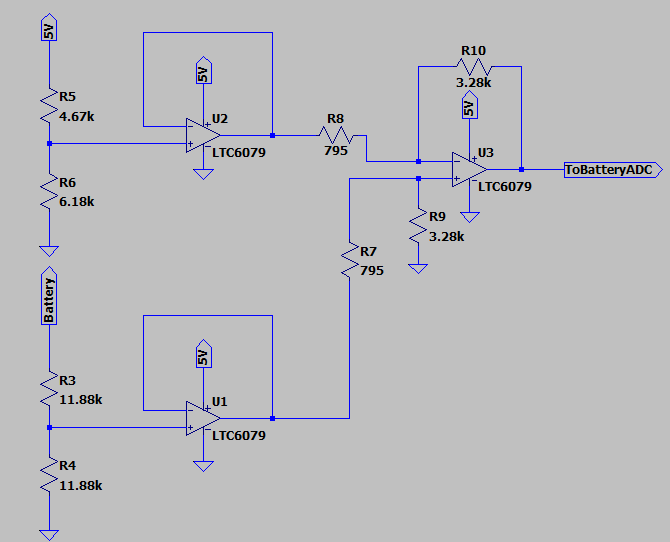 5V
R5
4.67k
R6
6.18k
5V
U2
LTC6079
R8
795
R10
3.28k
5V
U3
LTC6079
ToBatteryADC
R9
3.28k
R7
795
Battery
R3
11.88k
R4
11.88k
5V
U1
LTC6079